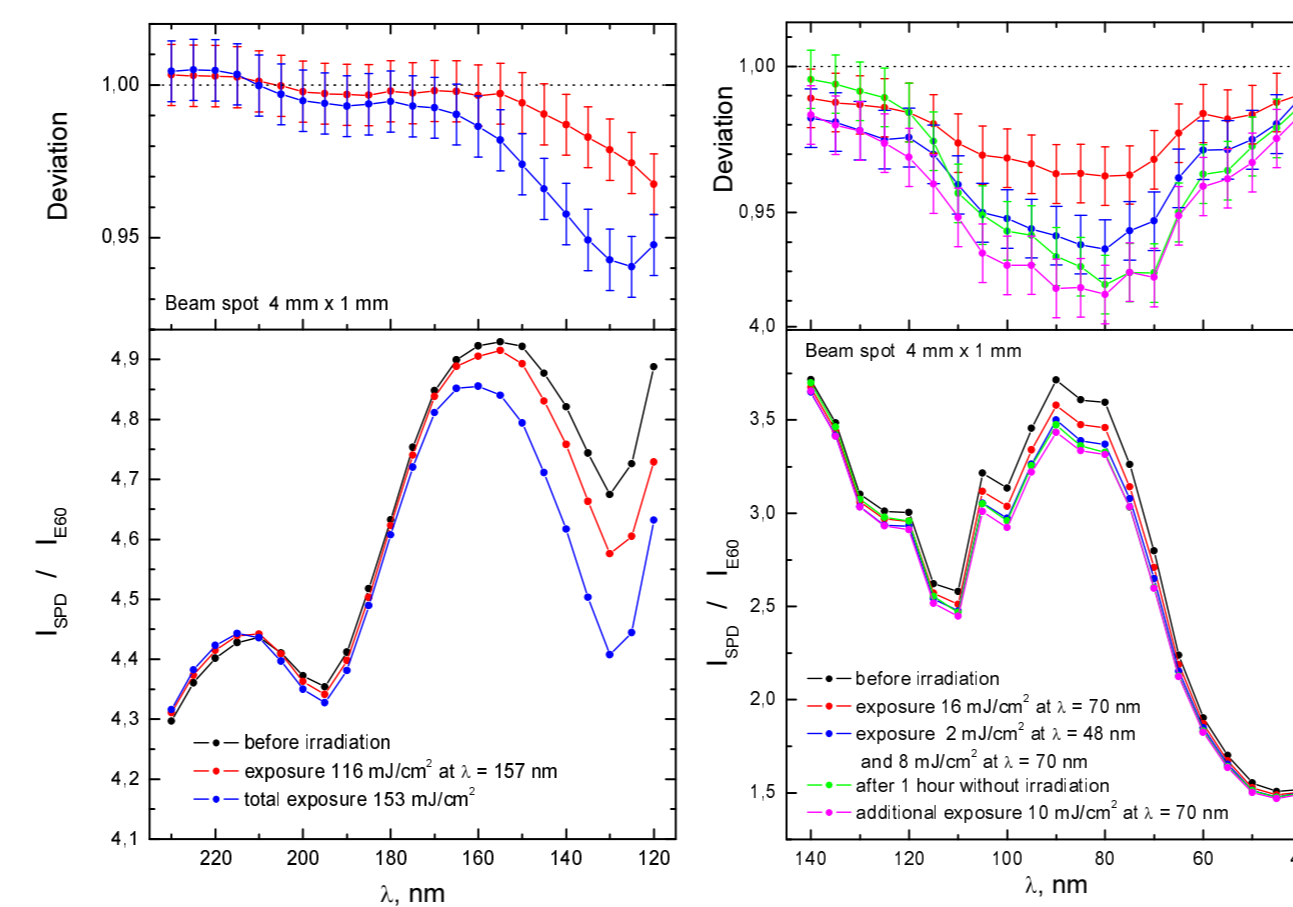 Deviation
1,00
0,95
Beam spot 4 mm x 1 mm
I SPD / I E60
4,9
4,8
4,7
4,6
4,5
4,4
4,3
4,2
4,1
before irradiation
exposure 116 mJ/cm² at λ = 157 nm
total exposure 153 mJ/cm²
220 200 180 160 140 120
λ, nm
Deviation
1,00
0,95
4,0
Beam spot 4 mm x 1 mm
I SPD / I E60
3,5
3,0
2,5
2,0
1,5
before irradiation
exposure 16 mJ/cm² at λ = 70 nm
exposure 2 mJ/cm² at λ = 48 nm
and 8 mJ/cm² at λ = 70 nm
after 1 hour without irradiation
additional exposure 10 mJ/cm² at λ = 70 nm
140 120 100 80 60
λ, nm